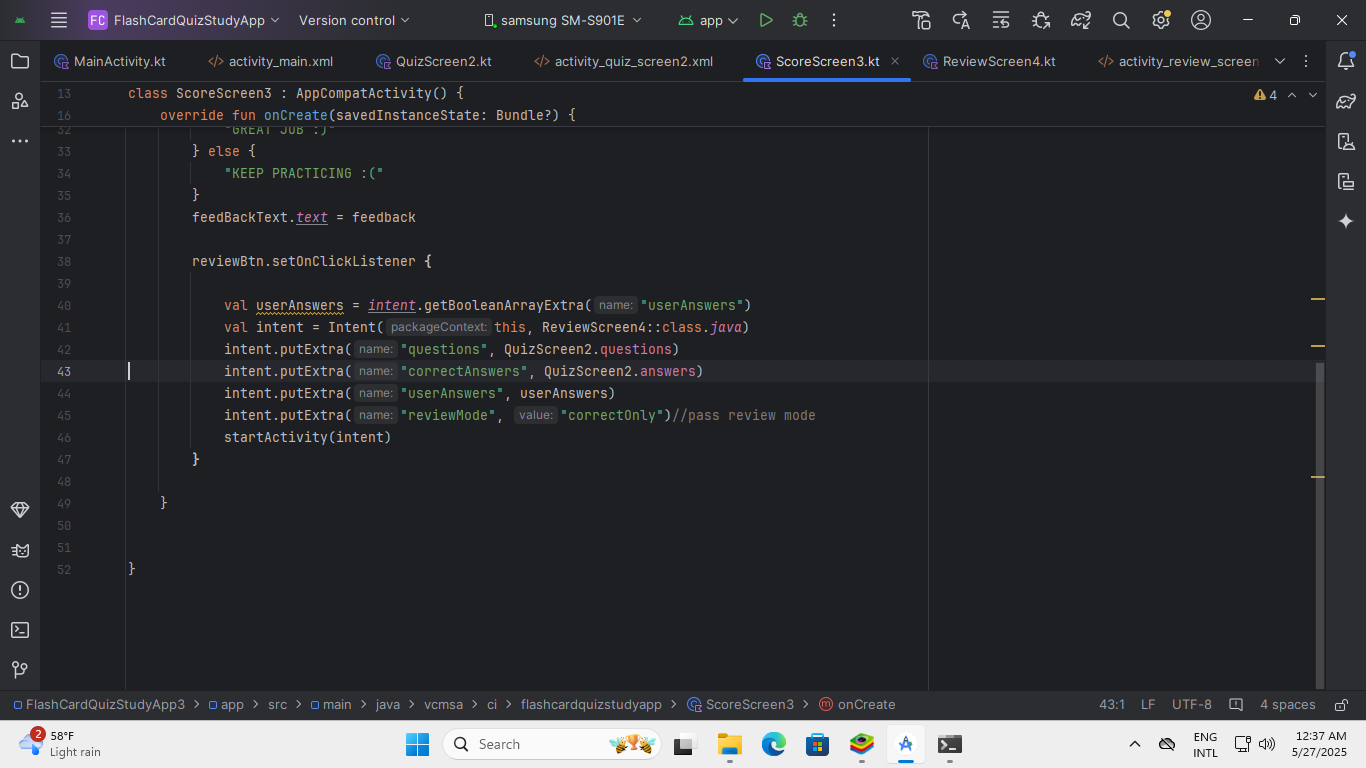 FC FlashCardQuizStudyApp Version control samsung SM-S901E app
MainActivity.kt activity_main.xml QuizScreen2.kt activity_quiz_screen2.xml ScoreScreen3.kt ReviewScreen4.kt activity_review_screen
13 class ScoreScreen3 : AppCompatActivity() { 4
16 override fun onCreate(savedInstanceState: Bundle?) {
32 "GREAT JOB :)"
33 } else {
34 "KEEP PRACTICING :("
35 }
36 feedBackText.text = feedback
37
38 reviewBtn.setOnClickListener {
39
40 val userAnswers = intent.getBooleanArrayExtra( name: "userAnswers")
41 val intent = Intent( packageContext: this, ReviewScreen4::class.java)
42 intent.putExtra( name: "questions", QuizScreen2.questions)
43 intent.putExtra( name: "correctAnswers", QuizScreen2.answers)
44 intent.putExtra( name: "userAnswers", userAnswers)
45 intent.putExtra( name: "reviewMode", value: "correctOnly")//pass review mode
46 startActivity(intent)
47 }
48
49 }
50
51
52 }
FlashCardQuizStudyApp3 > app > src > main > java > vcmsa > ci > flashcardquizstudyapp > ScoreScreen3 > onCreate 43:1 LF UTF-8 4 spaces
2 58°F
Light rain
Search
ENG
INTL
12:37 AM
5/27/2025